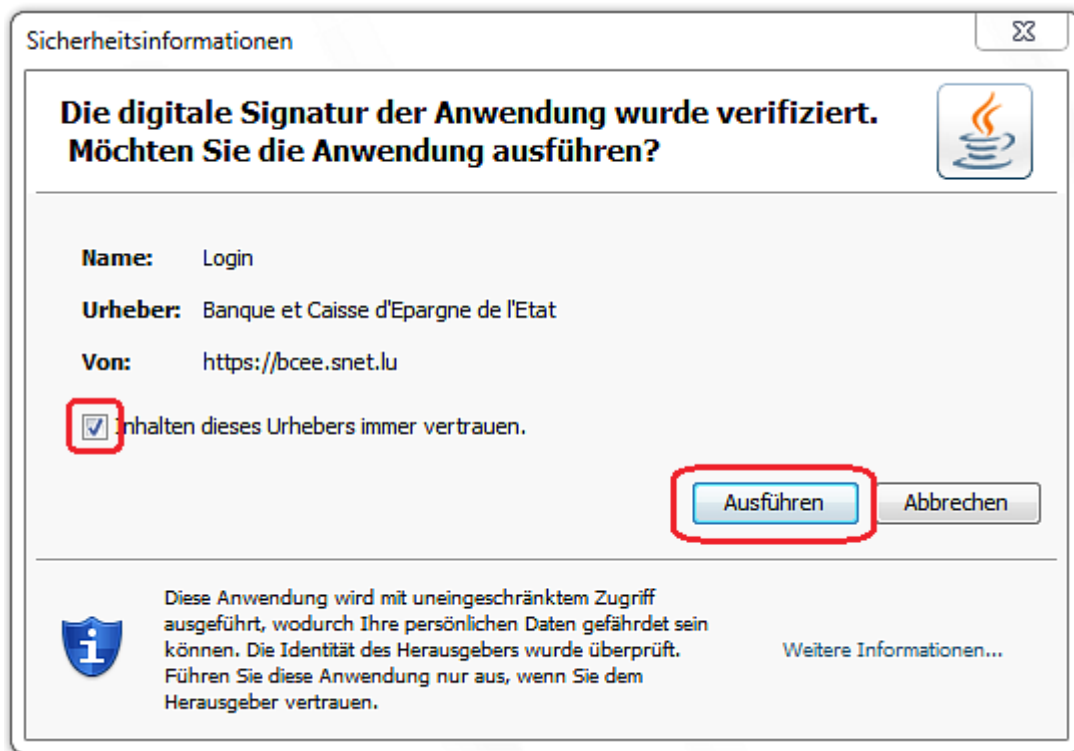 Sicherheitsinformationen
Die digitale Signatur der Anwendung wurde verifiziert.
Möchten Sie die Anwendung ausführen?
Name: Login
Urheber: Banque et Caisse d'Epargne de l'Etat
Von: https://bcee.snet.lu
Inhalten dieses Urhebers immer vertrauen.
Ausführen Abbrechen
Diese Anwendung wird mit uneingeschränktem Zugriff
ausgeführt, wodurch Ihre persönlichen Daten gefährdet sein
können. Die Identität des Herausgebers wurde überprüft.
Führen Sie diese Anwendung nur aus, wenn Sie dem
Herausgeber vertrauen.
Weitere Informationen...